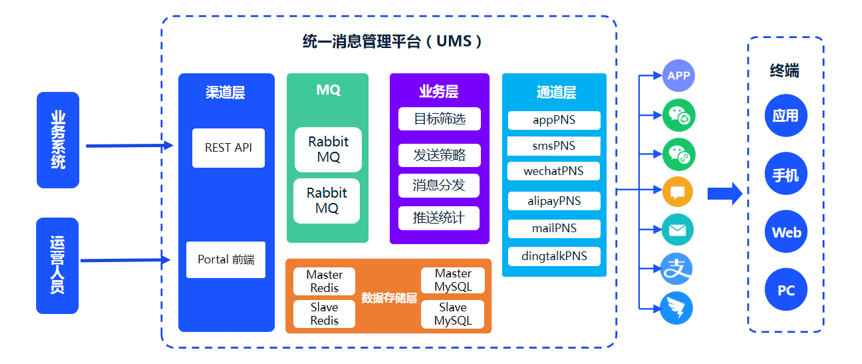 统一消息管理平台（UMS）
业务系统
运营人员
渠道层
REST API
Portal 前端
MQ
Rabbit
MQ
Rabbit
MQ
业务层
目标筛选
发送策略
消息分发
推送统计
通道层
appPNS
smsPNS
wechatPNS
alipayPNS
mailPNS
dingtalkPNS
数据存储层
Master
Redis
Slave
Redis
Master
MySQL
Slave
MySQL
APP
支
终端
应用
手机
Web
PC